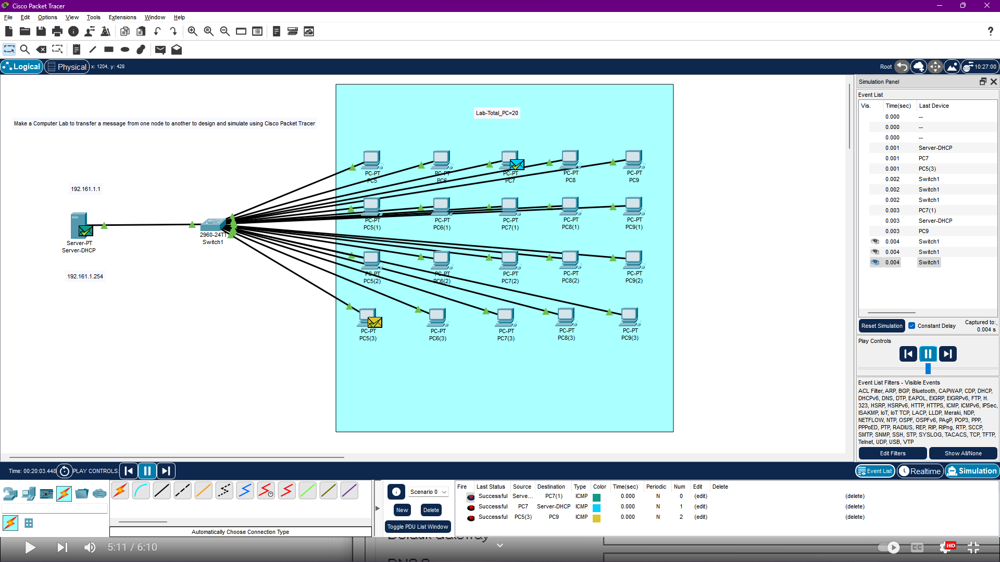 Cisco Packet Tracer
File Edit Options View Tools Extensions Window Help
Logical Physical x: 1204, y: 428 Root 10:27:00
Make a Computer Lab to transfer a message from one node to another to design and simulate using Cisco Packet Tracer
Lab-Total_PC=20
192.161.1.1
Server-PT
Server-DHCP
192.161.1.254
2960-24TT
Switch1
PC-PT PC-PT PC-PT PC-PT PC-PT
PC5 PC6 PC7 PC8 PC9
PC-PT PC-PT PC-PT PC-PT PC-PT
PC5(1) PC6(1) PC7(1) PC8(1) PC9(1)
PC-PT PC-PT PC-PT PC-PT PC-PT
PC5(2) PC6(2) PC7(2) PC8(2) PC9(2)
PC-PT PC-PT PC-PT PC-PT PC-PT
PC5(3) PC6(3) PC7(3) PC8(3) PC9(3)
Simulation Panel
Event List
Vis. Time(sec) Last Device
0.000 --
0.000 --
0.000 --
0.001 Server-DHCP
0.001 PC7
0.001 PC5(3)
0.002 Switch1
0.002 Switch1
0.002 Switch1
0.003 PC7(1)
0.003 Server-DHCP
0.003 PC9
0.004 Switch1
0.004 Switch1
0.004 Switch1
Reset Simulation Constant Delay Captured to:
0.004 s
Play Controls
Event List Filters - Visible Events
ACL Filter, ARP, BGP, Bluetooth, CAPWAP, CDP, DHCP,
DHCPv6, DNS, DTP, EAPOL, EIGRP, EIGRPv6, FTP, H.
323, HSRP, HSRPv6, HTTP, HTTPS, ICMP, ICMPv6, IPSec,
ISAKMP, IoT, IoT TCP, LACP, LLDP, Meraki, NDP,
NETFLOW, NTP, OSPF, OSPFv6, PAgP, POP3, PPP,
PPPoED, PTP, RADIUS, REP, RIP, RIPng, RTP, SCCP,
SMTP, SNMP, SSH, STP, SYSLOG, TACACS, TCP, TFTP,
Telnet, UDP, USB, VTP
Edit Filters Show All/None
Time: 00:20:03.448 PLAY CONTROLS: Event List Realtime Simulation
Scenario 0
New Delete
Toggle PDU List Window
Automatically Choose Connection Type
Fire Last Status Source Destination Type Color Time(sec) Periodic Num Edit Delete
Successful Serve... PC7(1) ICMP 0.000 N 0 (edit) (delete)
Successful PC7 Server-DHCP ICMP 0.000 N 1 (edit) (delete)
Successful PC5(3) PC9 ICMP 0.000 N 2 (edit) (delete)
Default Gateway
5:11 / 6:10 CC HD